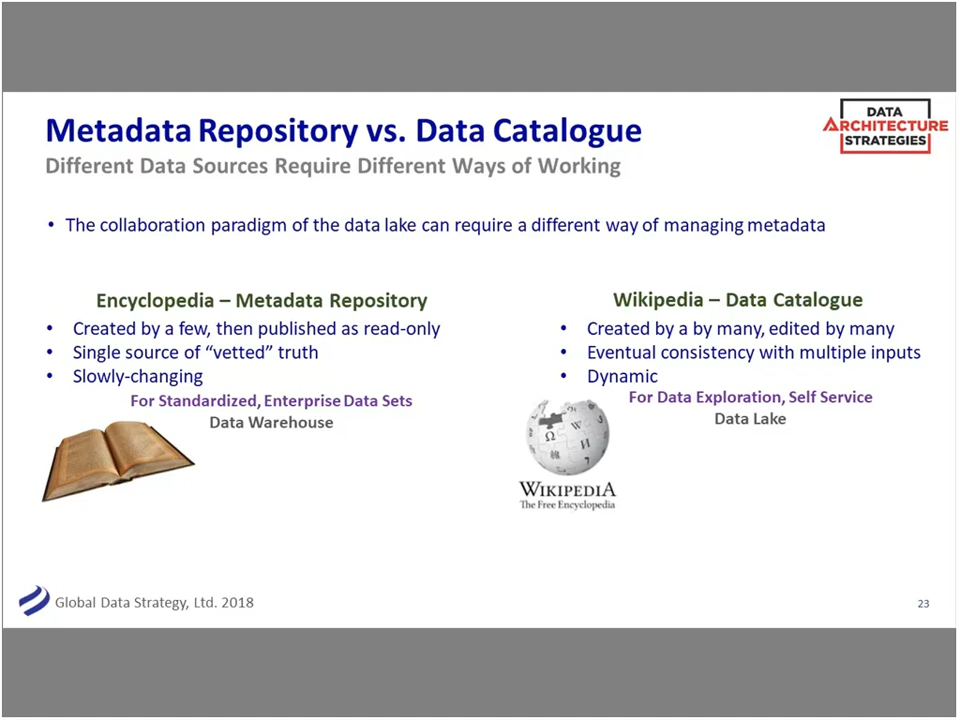 Metadata Repository vs. Data Catalogue
Different Data Sources Require Different Ways of Working
DATA
ARCHITECTURE
STRATEGIES
• The collaboration paradigm of the data lake can require a different way of managing metadata
Encyclopedia – Metadata Repository
• Created by a few, then published as read-only
• Single source of “vetted” truth
• Slowly-changing
For Standardized, Enterprise Data Sets
Data Warehouse
Wikipedia – Data Catalogue
• Created by a by many, edited by many
• Eventual consistency with multiple inputs
• Dynamic
For Data Exploration, Self Service
Data Lake
Ω
W
И
WIKIPEDIA
The Free Encyclopedia
Global Data Strategy, Ltd. 2018
23